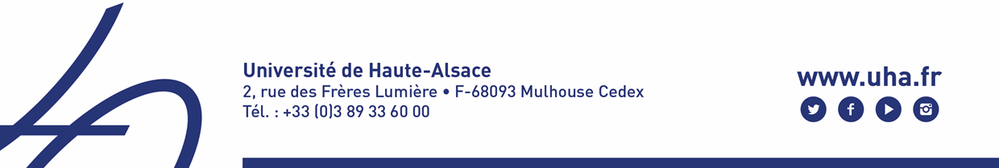 Université de Haute-Alsace
2, rue des Frères Lumière • F-68093 Mulhouse Cedex
Tél. : +33 (0)3 89 33 60 00
www.uha.fr